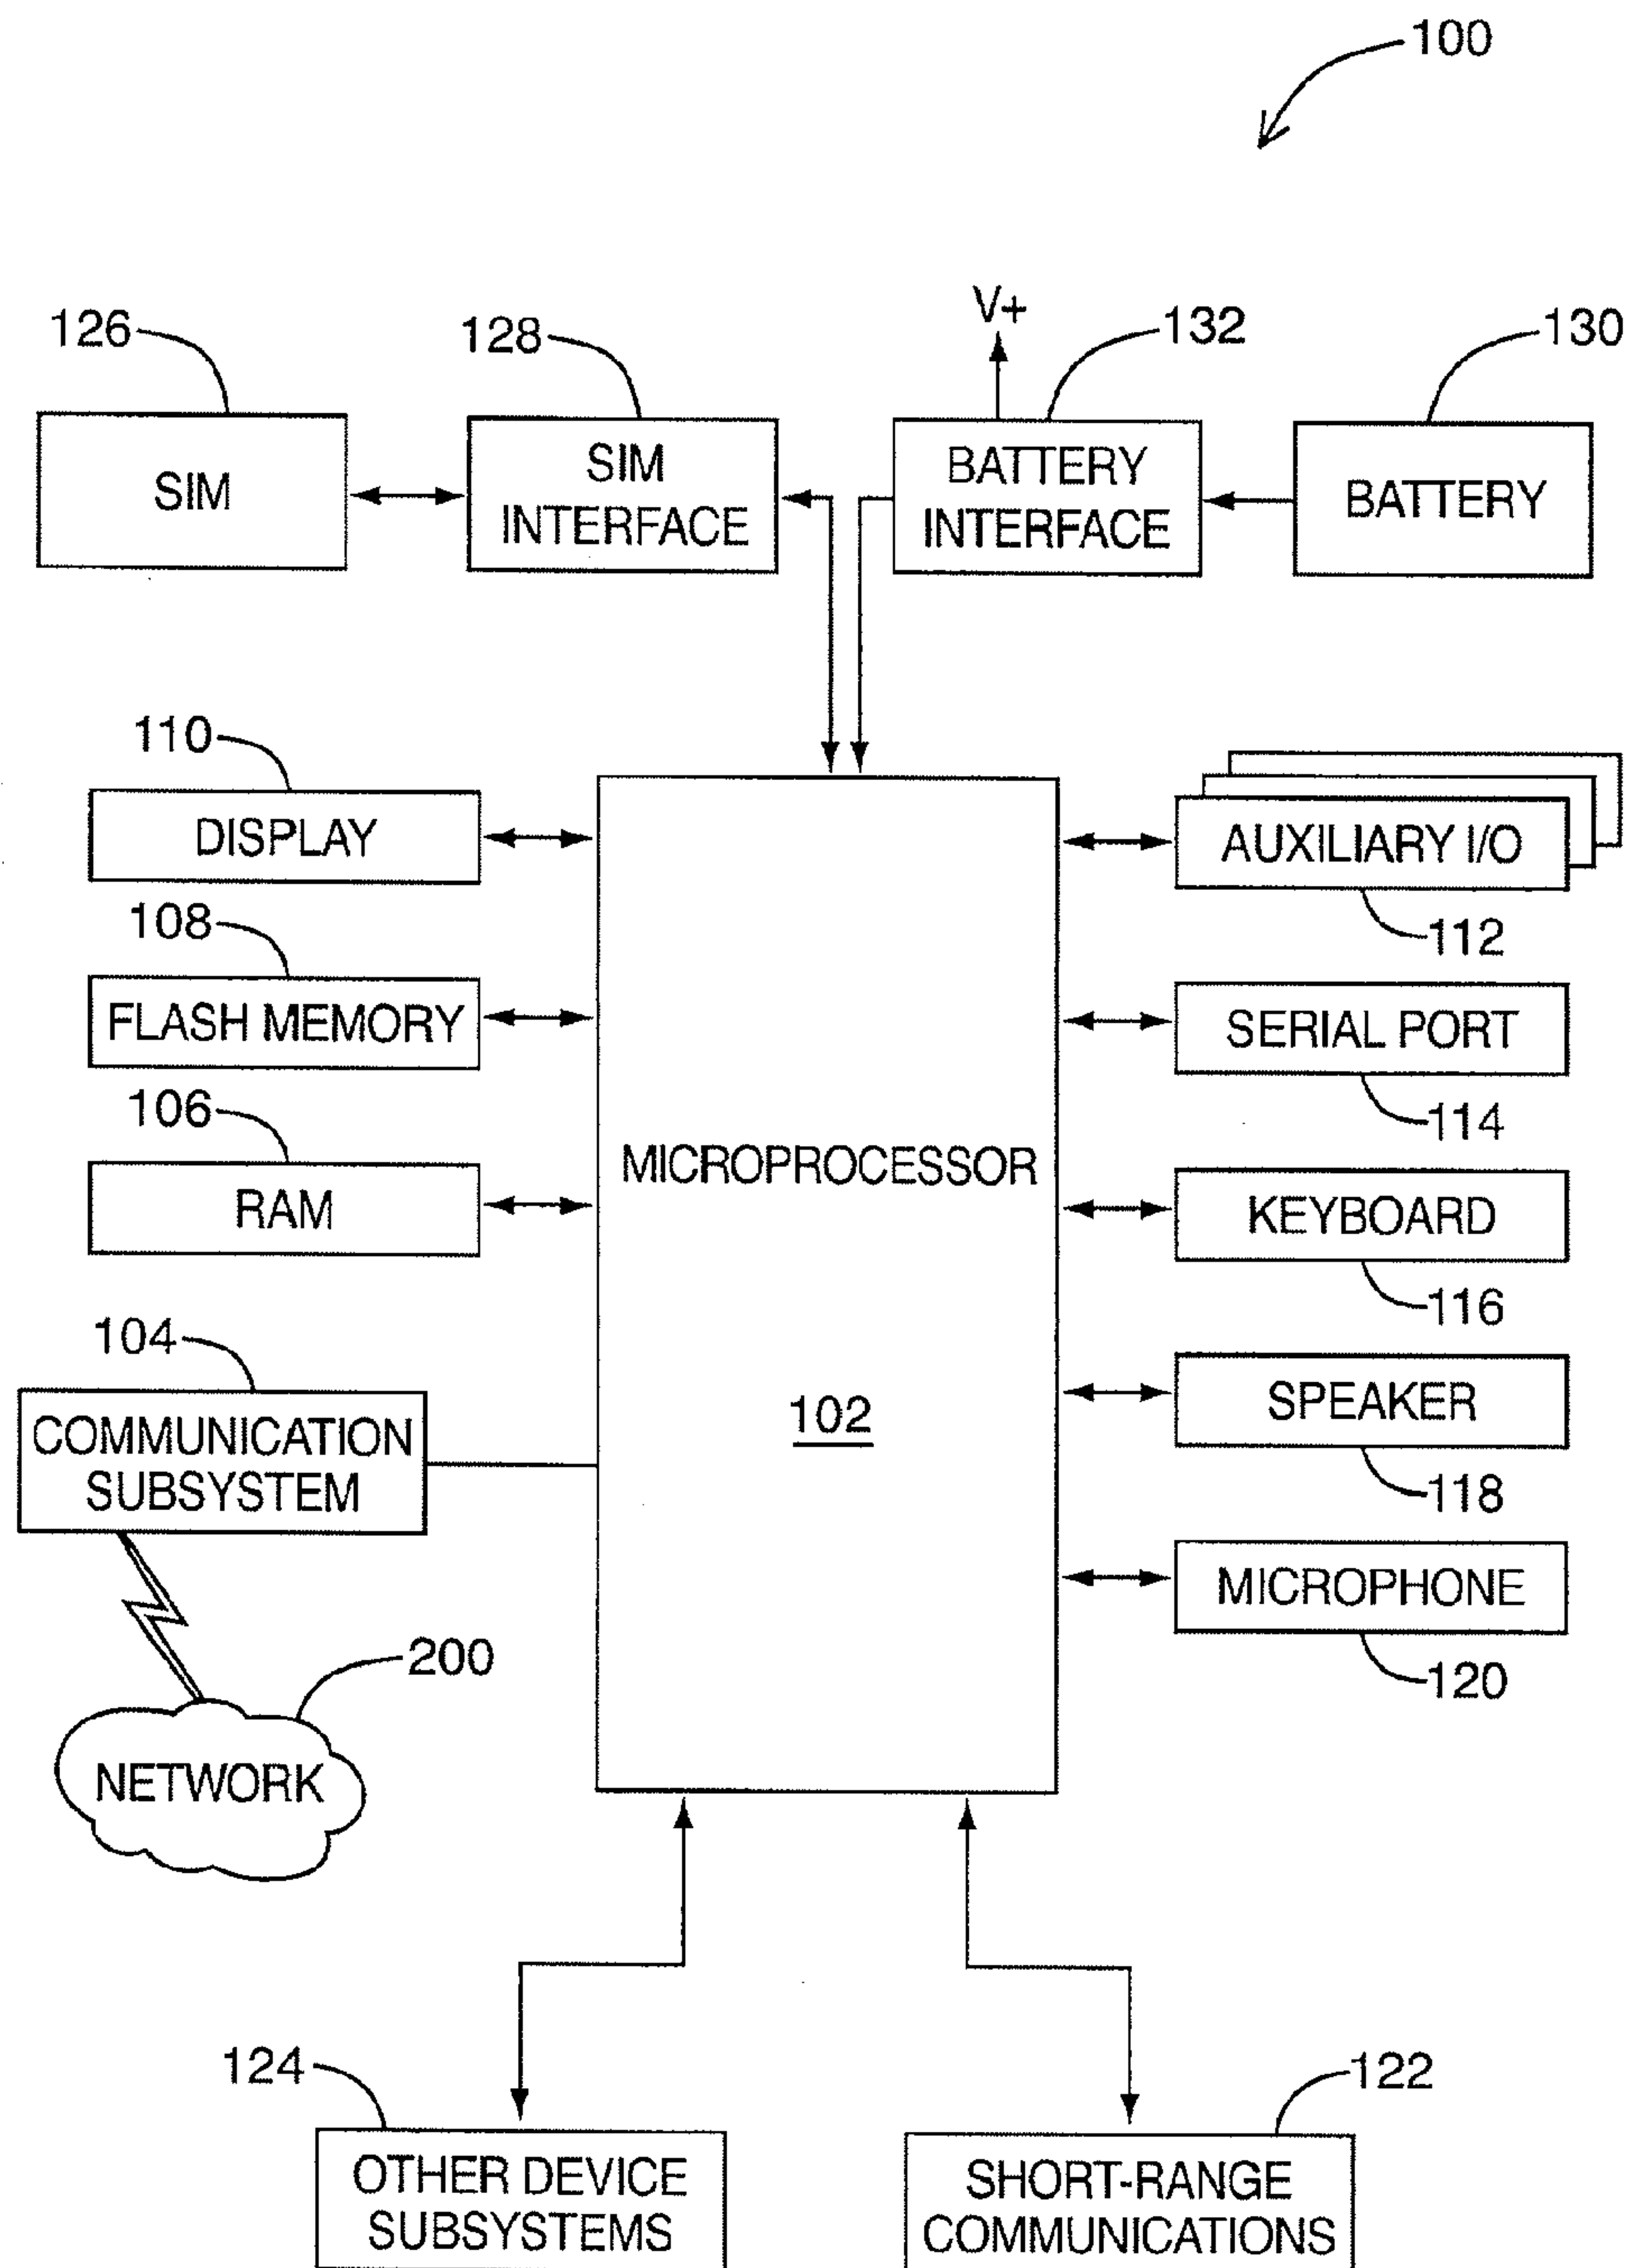 100
V+
126
128
132
130
SIM
SIM
INTERFACE
BATTERY
INTERFACE
BATTERY
110
DISPLAY
AUXILIARY I/O
112
108
FLASH MEMORY
SERIAL PORT
114
106
RAM
MICROPROCESSOR
102
KEYBOARD
116
104
COMMUNICATION
SUBSYSTEM
SPEAKER
118
MICROPHONE
120
200
NETWORK
124
OTHER DEVICE
SUBSYSTEMS
122
SHORT-RANGE
COMMUNICATIONS